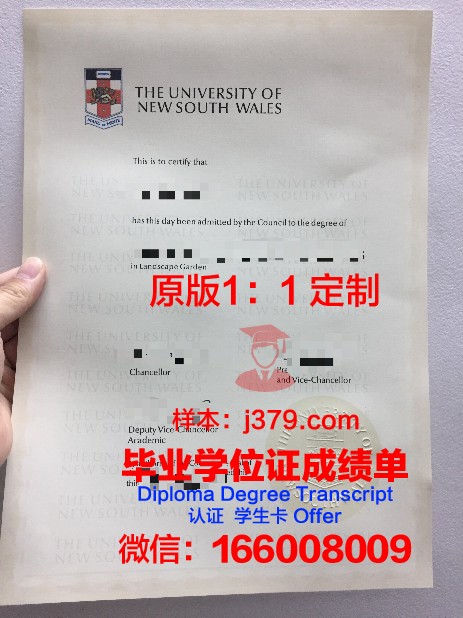 THE UNIVERSITY OF
NEW SOUTH WALES
This is to certify that
has this day been admitted by the Council to the degree of
in Landscape Garden
原版1：1 定制
Chancellor
and Vice-Chancellor
样本：j379.com
Deputy Vice-Chancellor
Academic
毕业学位证成绩单
Diploma Degree Transcript
认证 学生卡 Offer
微信：166008009